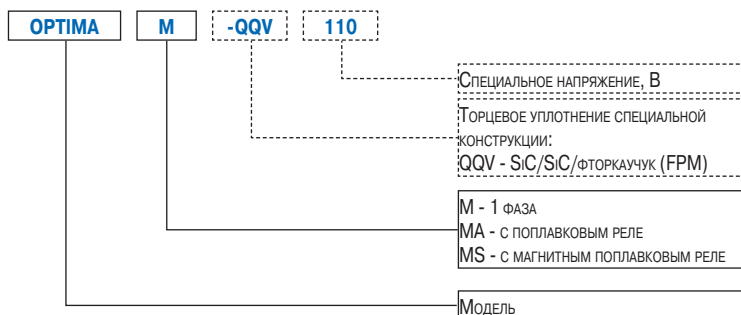 OPTIMA M -QQV 110
Специальное напряжение, В
Торцевое уплотнение специальной
конструкции:
QQV - SiC/SiC/фторкаучук (FPM)
M - 1 фаза
MA - с поплавковым реле
MS - с магнитным поплавковым реле
Модель